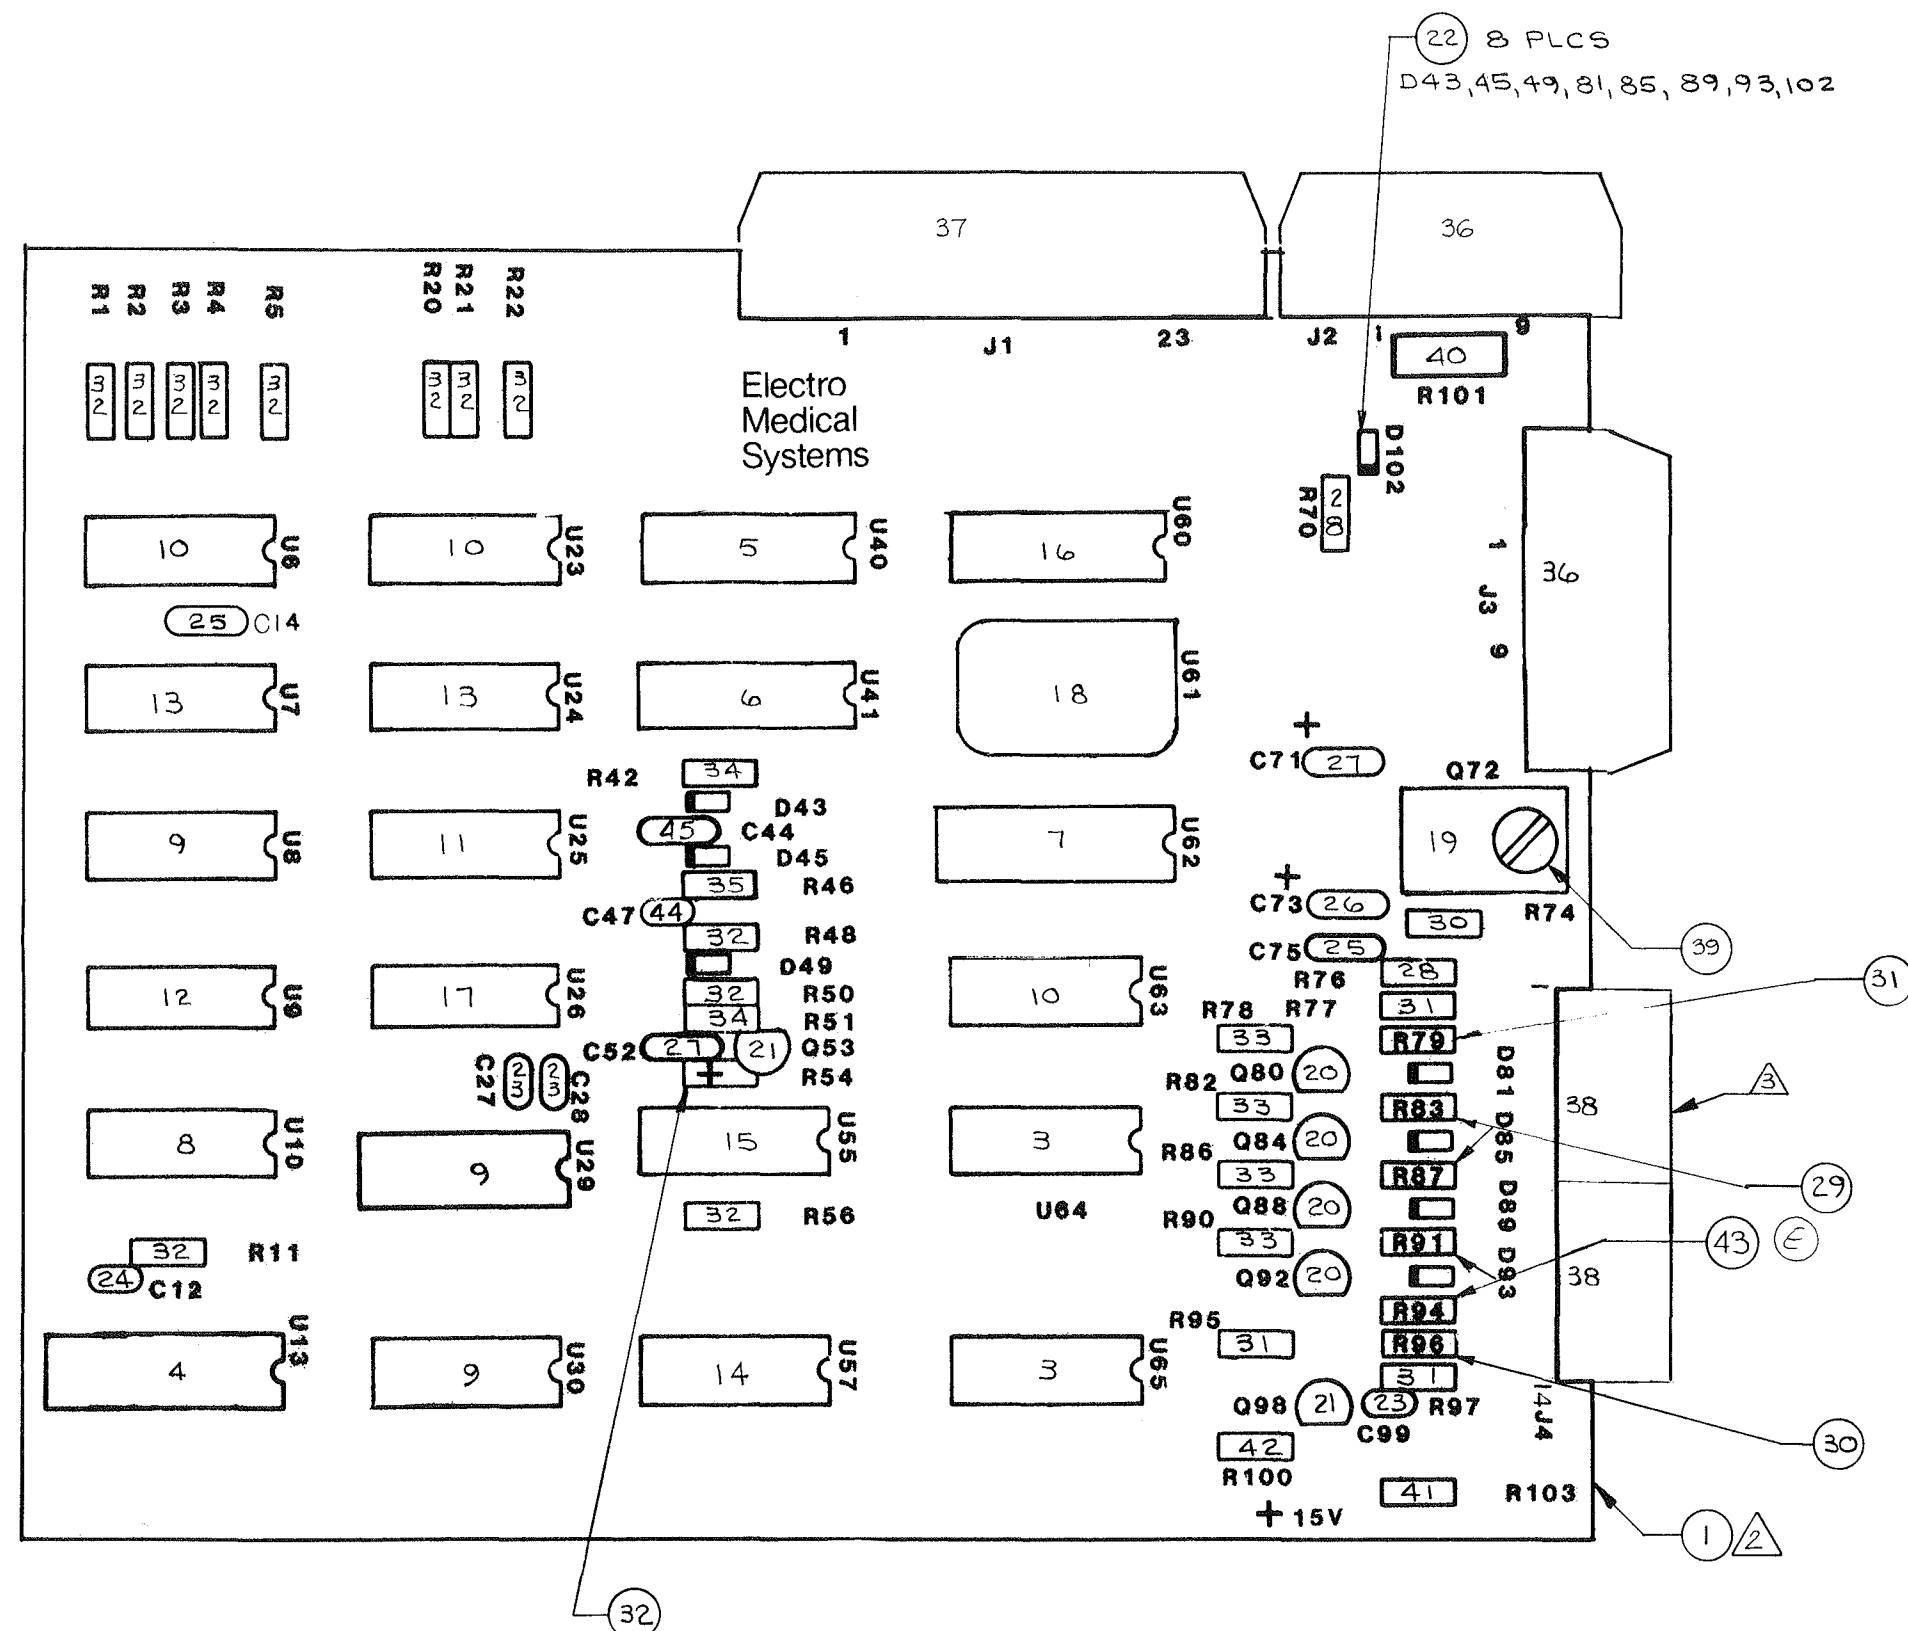 22 8 PLCS
D43,45,49,81,85,89,93,102
37
36
R1
R2
R3
R4
R5
R20
R21
R22
1
J1
23
J2
1
9
40
R101
32
32
32
32
32
32
32
32
Electro
Medical
Systems
D102
R70
28
10
U6
10
U23
5
U40
16
U60
1
J3
9
36
25
C14
13
U7
13
U24
6
U41
18
U61
+
C71
27
Q72
R42
34
D43
45
C44
D45
35
R46
C47
44
32
R48
D49
32
R50
34
R51
C52
27
21
Q53
+
R54
9
U8
11
U25
7
U62
19
+
C73
26
R74
30
39
C75
25
R76
28
31
12
U9
17
U26
10
U63
R78
R77
31
33
R79
1
Q80
20
D81
R82
33
R83
38
3
Q84
20
D85
R86
33
R87
29
Q88
20
D89
R90
33
R91
43
E
Q92
20
D93
38
R94
R95
31
R96
31
R97
Q98
21
23
C99
14
J4
30
42
R100
41
R103
+ 15V
1
2
C27
23
23
C28
8
U10
9
U29
15
U55
3
U64
32
R56
32
R11
24
C12
4
U13
9
U30
14
U57
3
U65
32